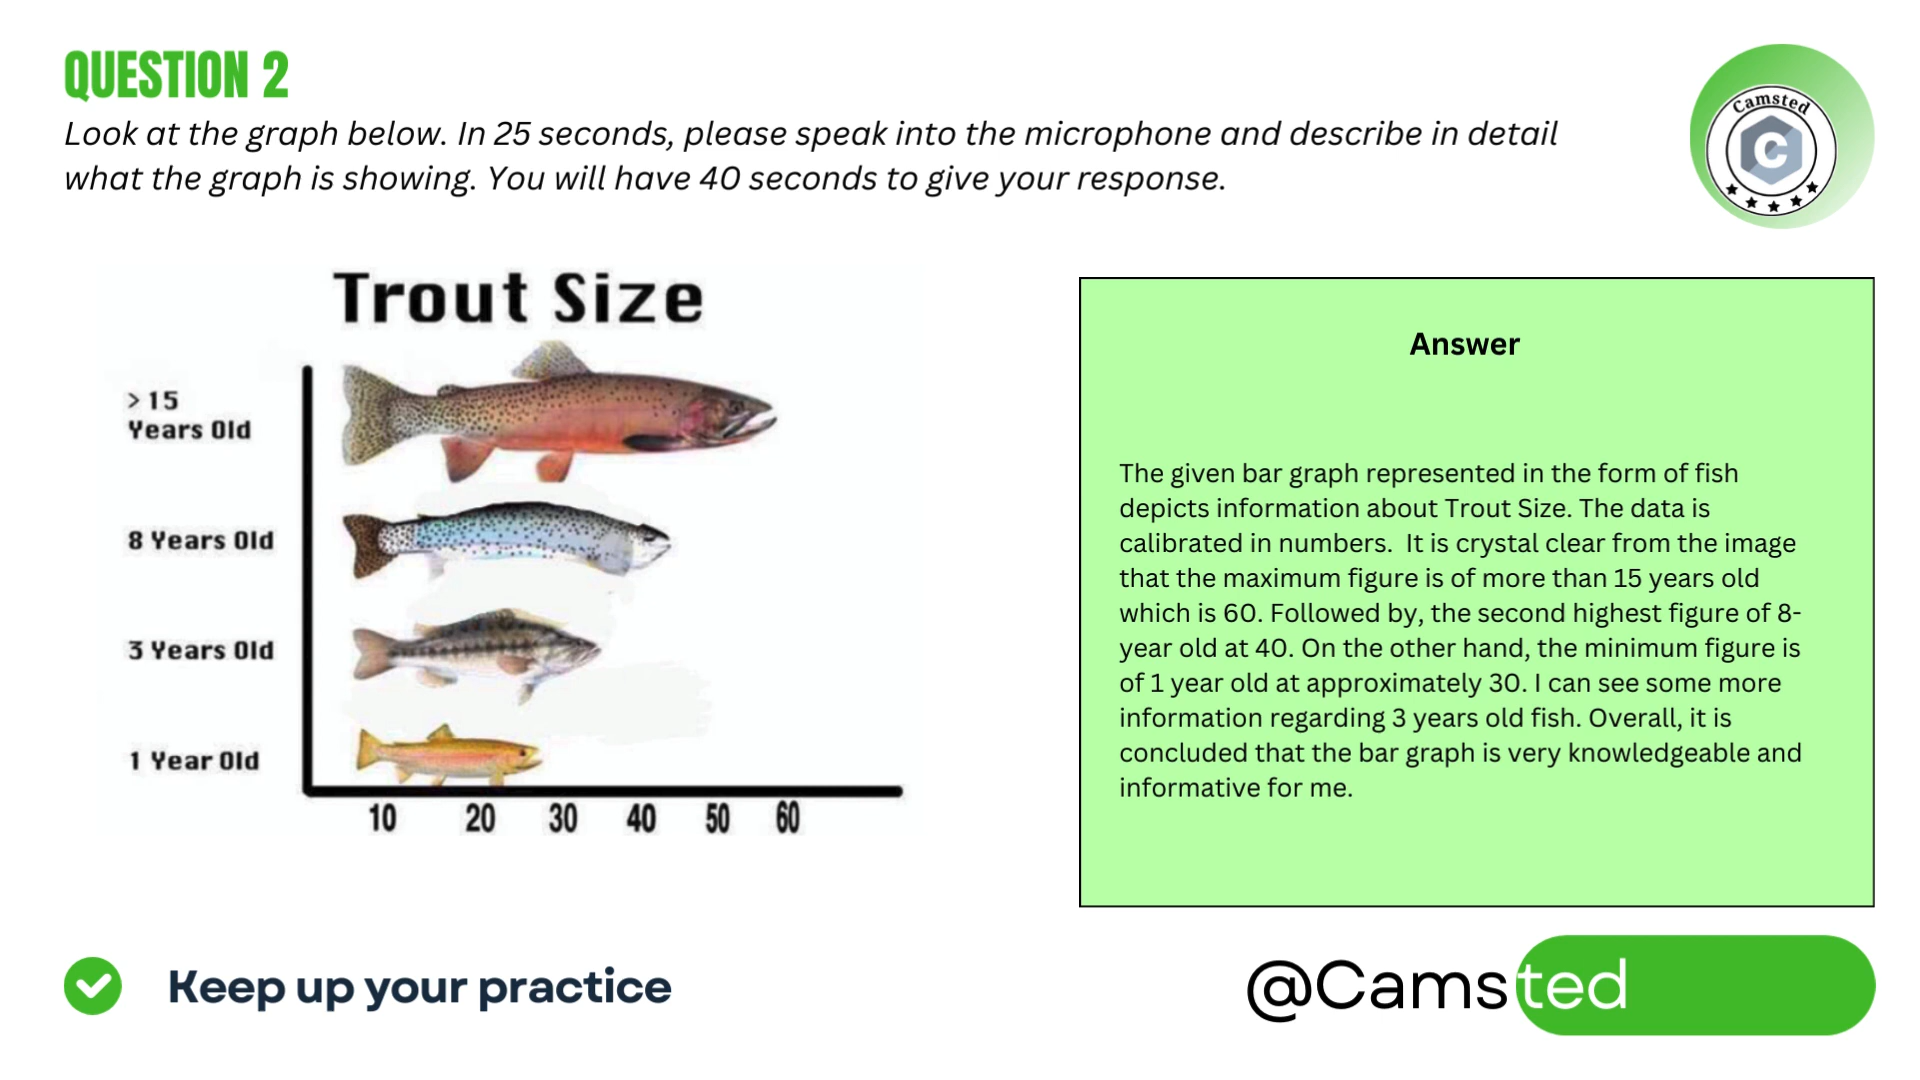 QUESTION 2
Look at the graph below. In 25 seconds, please speak into the microphone and describe in detail
what the graph is showing. You will have 40 seconds to give your response.
Camsted
C
Trout Size
> 15
Years Old
8 Years Old
3 Years Old
1 Year Old
10 20 30 40 50 60
Answer
The given bar graph represented in the form of fish
depicts information about Trout Size. The data is
calibrated in numbers.  It is crystal clear from the image
that the maximum figure is of more than 15 years old
which is 60. Followed by, the second highest figure of 8-
year old at 40. On the other hand, the minimum figure is
of 1 year old at approximately 30. I can see some more
information regarding 3 years old fish. Overall, it is
concluded that the bar graph is very knowledgeable and
informative for me.
Keep up your practice
@Camsted